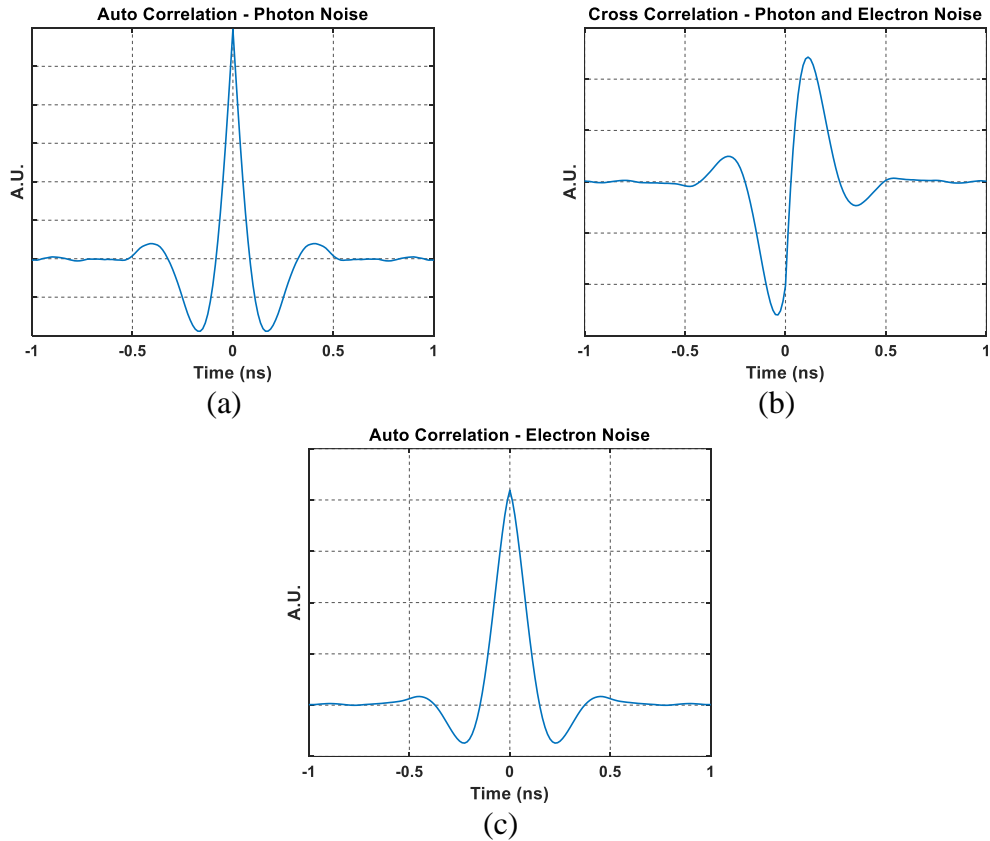 Auto Correlation - Photon Noise
A.U.
-1 -0.5 0 0.5 1
Time (ns)
(a)
Cross Correlation - Photon and Electron Noise
A.U.
-1 -0.5 0 0.5 1
Time (ns)
(b)
Auto Correlation - Electron Noise
A.U.
-1 -0.5 0 0.5 1
Time (ns)
(c)